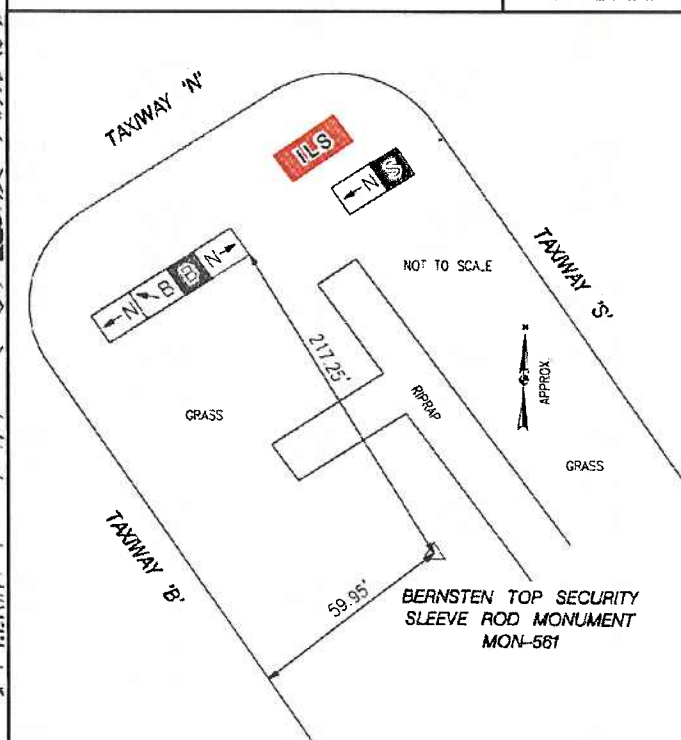 TAXIWAY 'N'
ILS
← N S
← N ↖ B B N →
NOT TO SCALE
TAXIWAY 'S'
217.25'
APPROX.
RIPRAP
GRASS
GRASS
TAXIWAY 'B'
59.95'
BERNSTEN TOP SECURITY
SLEEVE ROD MONUMENT
MON-561